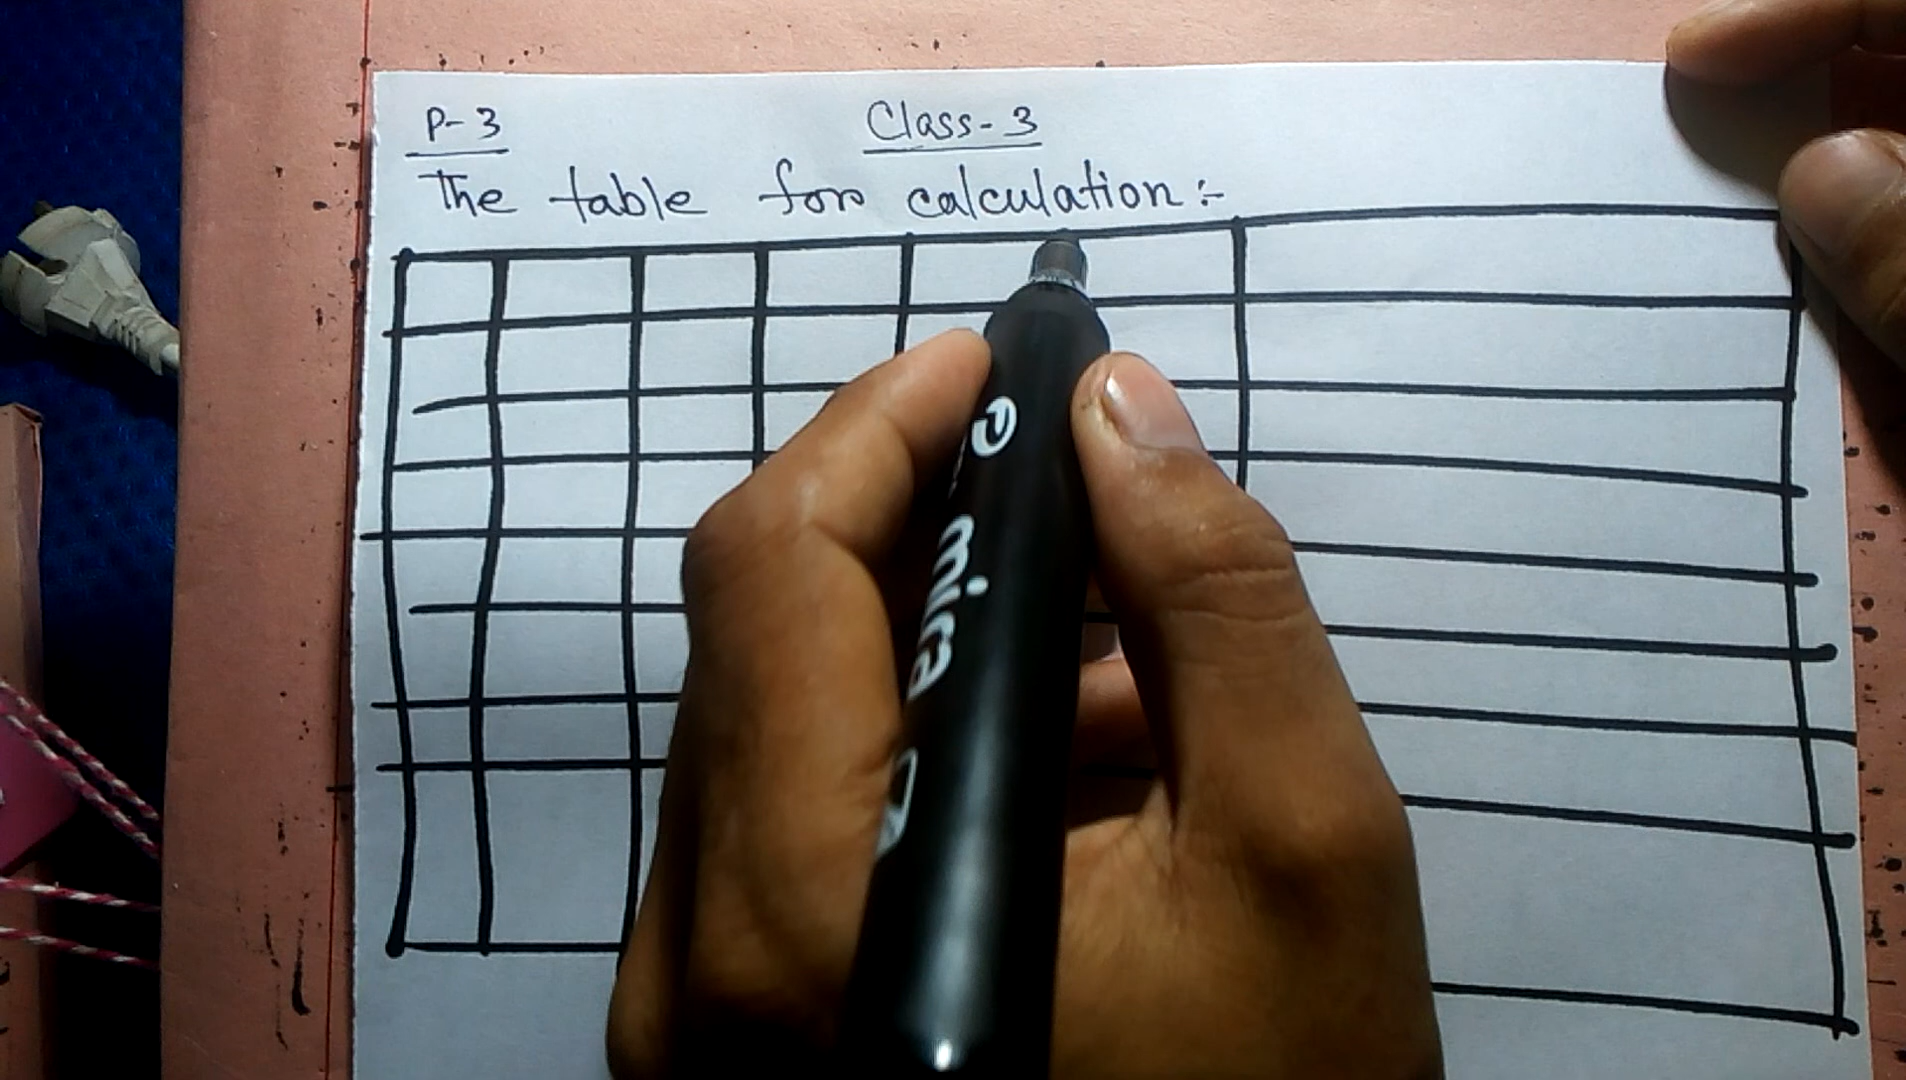 P-3 Class-3
The table for calculation:-
mira